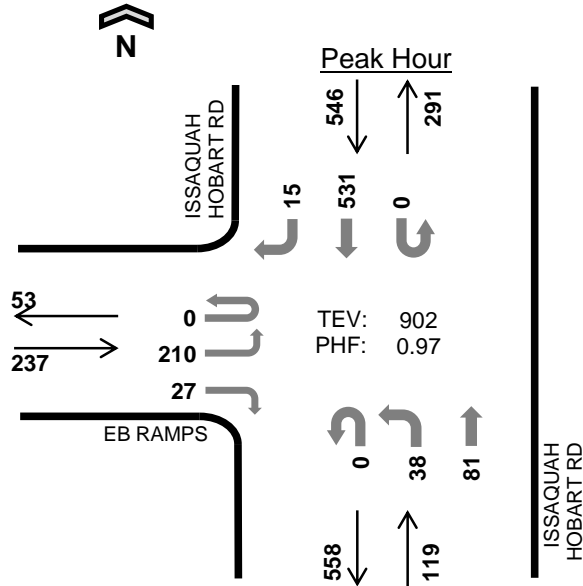 N
Peak Hour
ISSAQUAH
HOBART RD
546
291
15
531
0
53
237
0
210
27
TEV: 902
PHF: 0.97
EB RAMPS
0
38
81
558
119
ISSAQUAH
HOBART RD